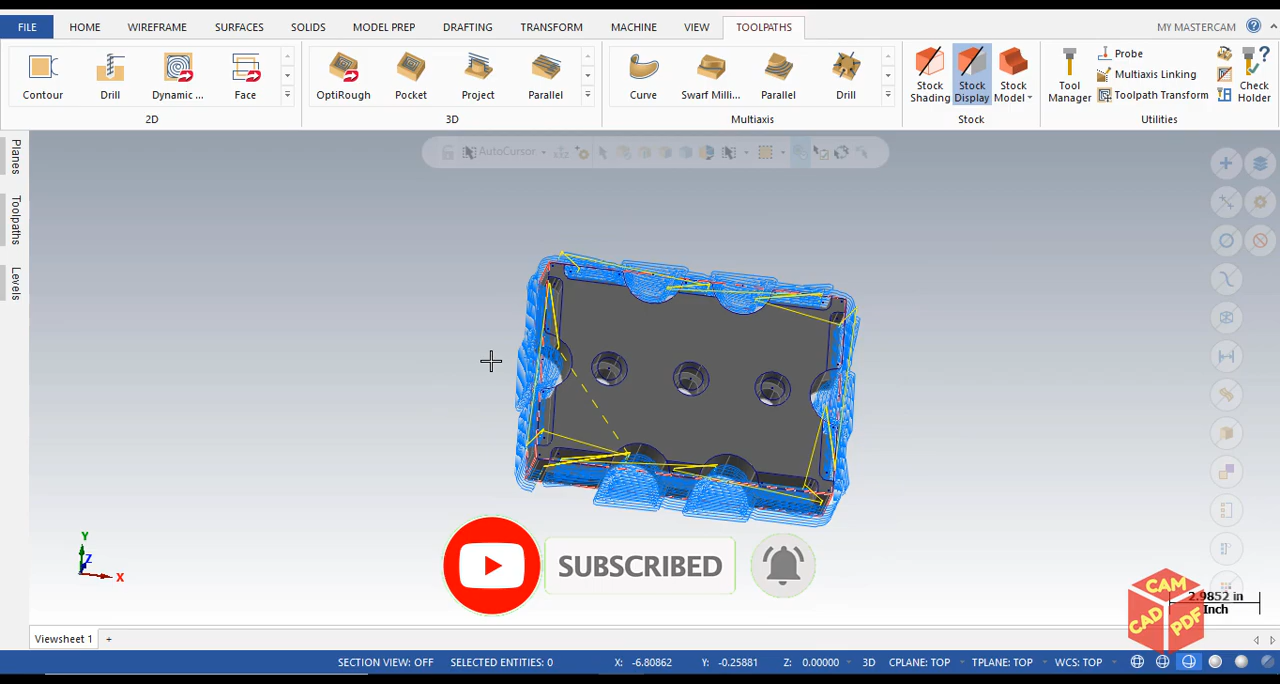 FILE HOME WIREFRAME SURFACES SOLIDS MODEL PREP DRAFTING TRANSFORM MACHINE VIEW TOOLPATHS MY MASTERCAM
Contour Drill Dynamic ... Face
2D
OptiRough Pocket Project Parallel
3D
Curve Swarf Milli... Parallel Drill
Multiaxis
Stock Shading Stock Display Stock Model
Stock
Tool Manager
Probe
Multiaxis Linking
Toolpath Transform
Check Holder
Utilities
AutoCursor
Planes
Toolpaths
Levels
Y
Z
X
SUBSCRIBED
CAM
CAD
PDF
2.9852 in
Inch
Viewsheet 1 +
SECTION VIEW: OFF SELECTED ENTITIES: 0 X: -6.80862 Y: -0.25881 Z: 0.00000 3D CPLANE: TOP TPLANE: TOP WCS: TOP